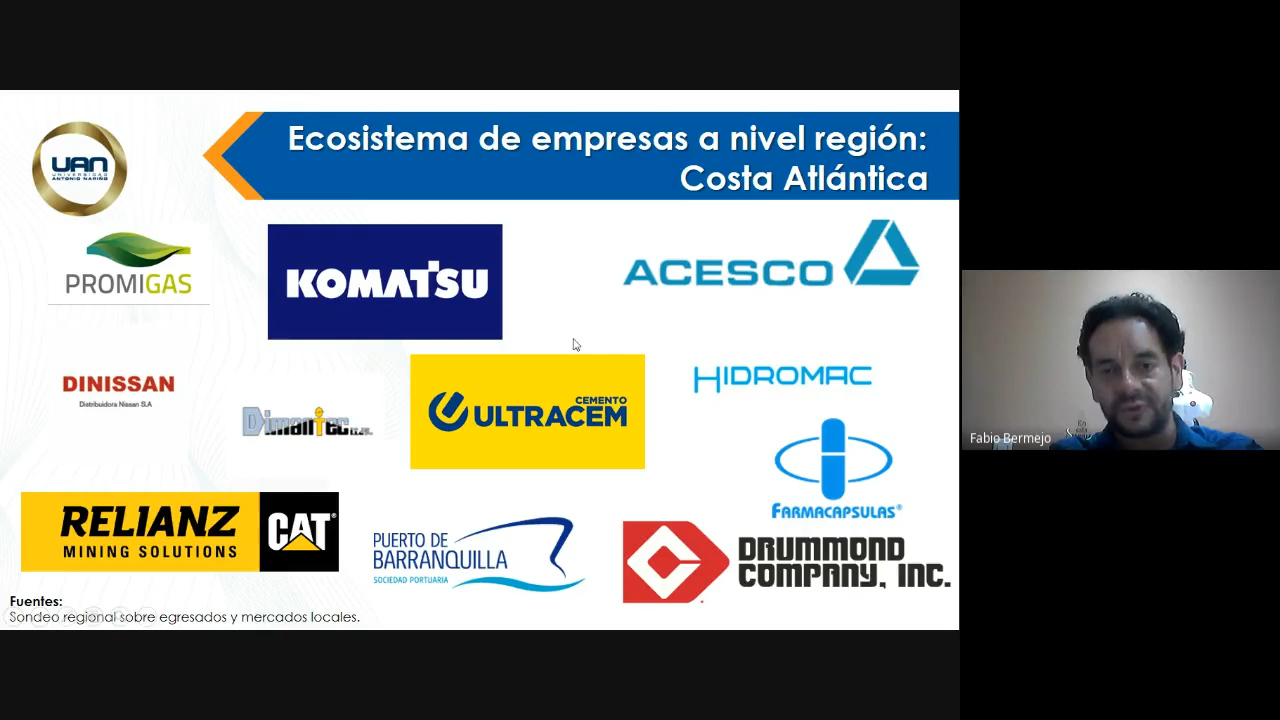 Ecosistema de empresas a nivel región:
Costa Atlántica
UAN
UNIVERSIDAD
ANTONIO NARIÑO
PROMIGAS
KOMATSU
ACESCO
DINISSAN
Distribuidora Nissan S.A
Dimantec
CEMENTO
ULTRACEM
HIDROMAC
FARMACAPSULAS®
RELIANZ
MINING SOLUTIONS
CAT®
PUERTO DE
BARRANQUILLA
SOCIEDAD PORTUARIA
DRUMMOND
COMPANY, INC.
Fuentes:
Sondeo regional sobre egresados y mercados locales.
Fabio Bermejo